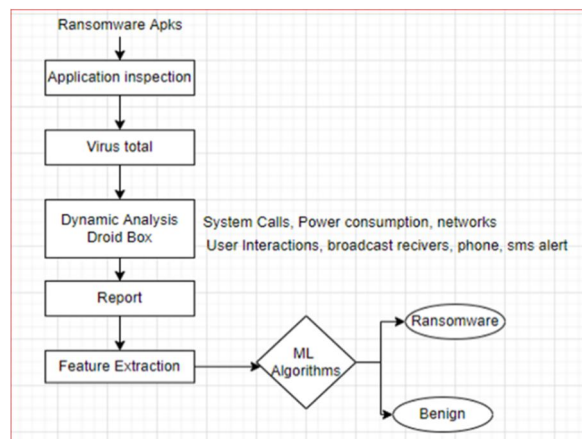 Ransomware Apks
Application inspection
Virus total
Dynamic Analysis
Droid Box
System Calls, Power consumption, networks
User Interactions, broadcast recivers, phone, sms alert
Report
Feature Extraction
ML
Algorithms
Ransomware
Benign